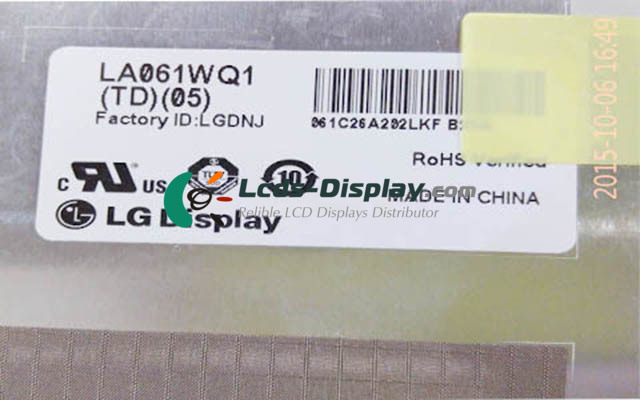 LA061WQ1
(TD)(05)
Factory ID:LGDNJ
061C26A202LKF
RoHS Verified
c US
10
MADE IN CHINA
LG Display
Lcds-Display.com
Relible LCD Displays Distributor
2015-10-06 16:49